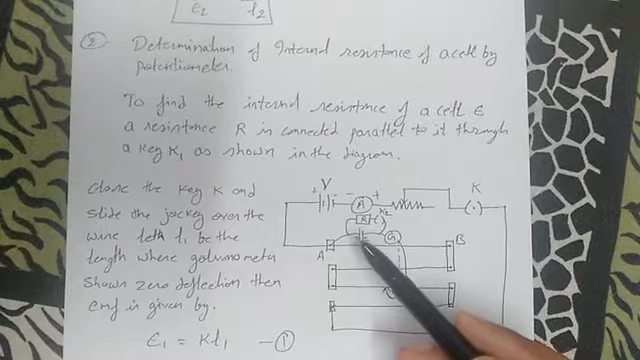 E2 l2
② Determination of Internal resistance of a cell by
potentiometer.
To find the internal resistance of a cell E
a resistance R is connected parallel to it through
a key K1 as shown in the diagram.
Close the key K and
slide the jockey over the
wire let l1 be the
length where galvonometer
shown zero deflection then
emf is given by.
E1 = Kl1 —①
+ V - - A + K
R K2
G
A B